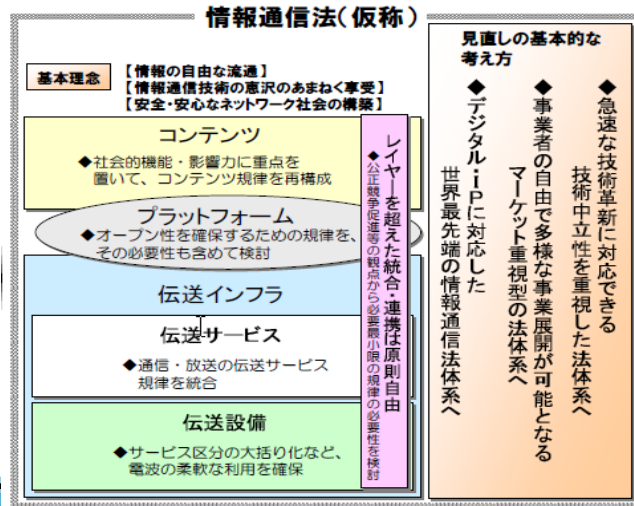 情報通信法(仮称)
基本理念
【情報の自由な流通】
【情報通信技術の恵沢のあまねく享受】
【安全・安心なネットワーク社会の構築】
コンテンツ
◆社会的機能・影響力に重点を
置いて、コンテンツ規律を再構成
プラットフォーム
◆オープン性を確保するための規律を、
その必要性も含めて検討
伝送インフラ
伝送サービス
◆通信・放送の伝送サービス
規律を統合
伝送設備
◆サービス区分の大括り化など、
電波の柔軟な利用を確保
レイヤーを超えた統合・連携は原則自由
◆公正競争促進等の観点から必要最小限の規律の必要性を検討
見直しの基本的な
考え方
◆急速な技術革新に対応できる
技術中立性を重視した法体系へ
◆事業者の自由で多様な事業展開が可能となる
マーケット重視型の法体系へ
◆デジタル・iPに対応した
世界最先端の情報通信法体系へ